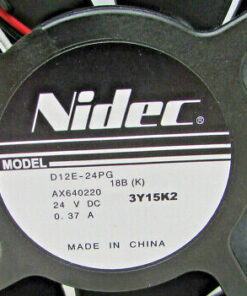 Nidec®
MODEL
D12E-24PG
18B (K)
AX640220
24 V DC 3Y15K2
0.37 A
MADE IN CHINA